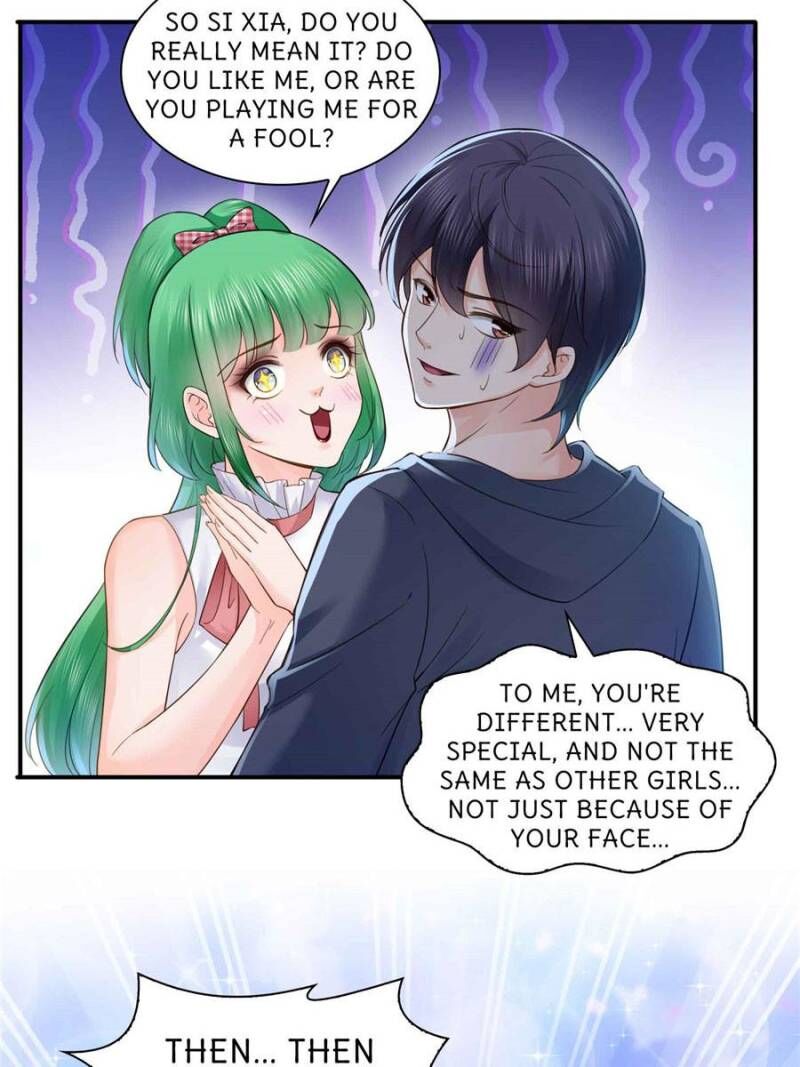 SO SI XIA, DO YOU
REALLY MEAN IT? DO
YOU LIKE ME, OR ARE
YOU PLAYING ME FOR
A FOOL?
TO ME, YOU'RE
DIFFERENT... VERY
SPECIAL, AND NOT THE
SAME AS OTHER GIRLS...
NOT JUST BECAUSE OF
YOUR FACE...
THEN... THEN